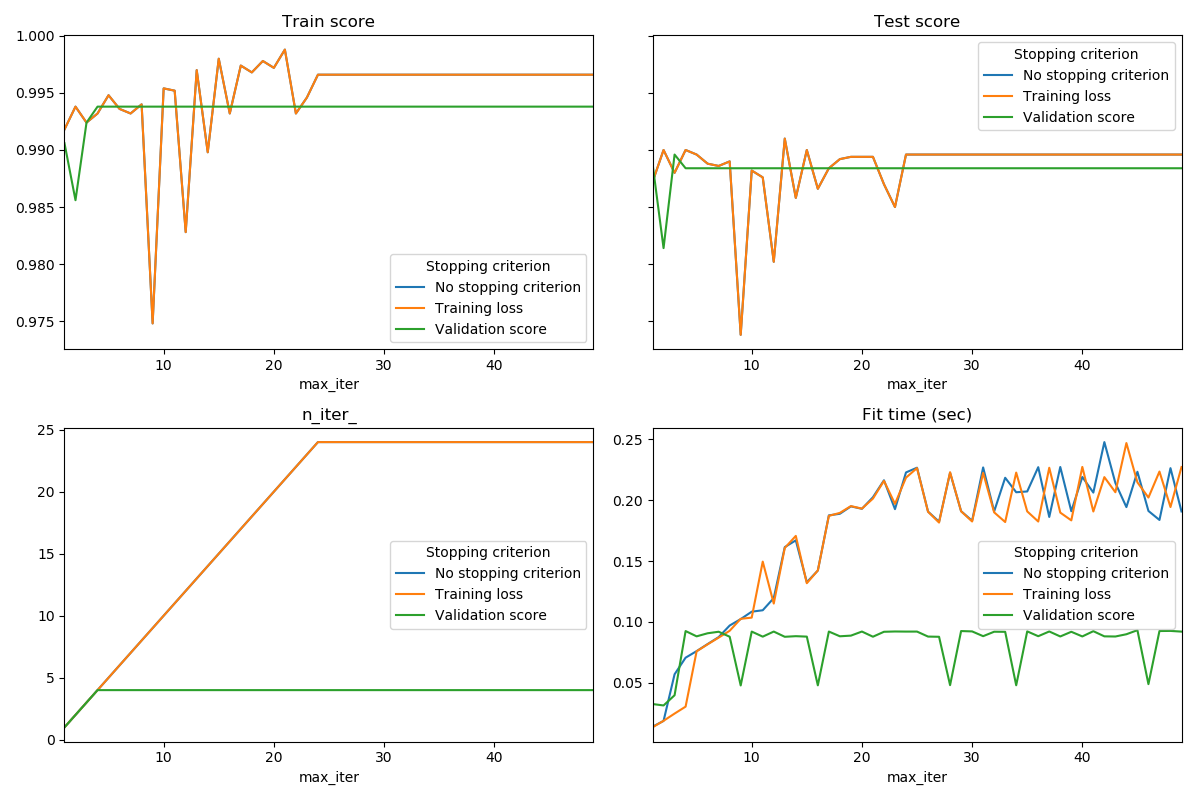 Train score
1.000
0.995
0.990
0.985
0.980
0.975
Stopping criterion
No stopping criterion
Training loss
Validation score
10 20 30 40
max_iter
Test score
Stopping criterion
No stopping criterion
Training loss
Validation score
10 20 30 40
max_iter
n_iter_
25
20
15
10
5
0
Stopping criterion
No stopping criterion
Training loss
Validation score
10 20 30 40
max_iter
Fit time (sec)
0.25
0.20
0.15
0.10
0.05
Stopping criterion
No stopping criterion
Training loss
Validation score
10 20 30 40
max_iter